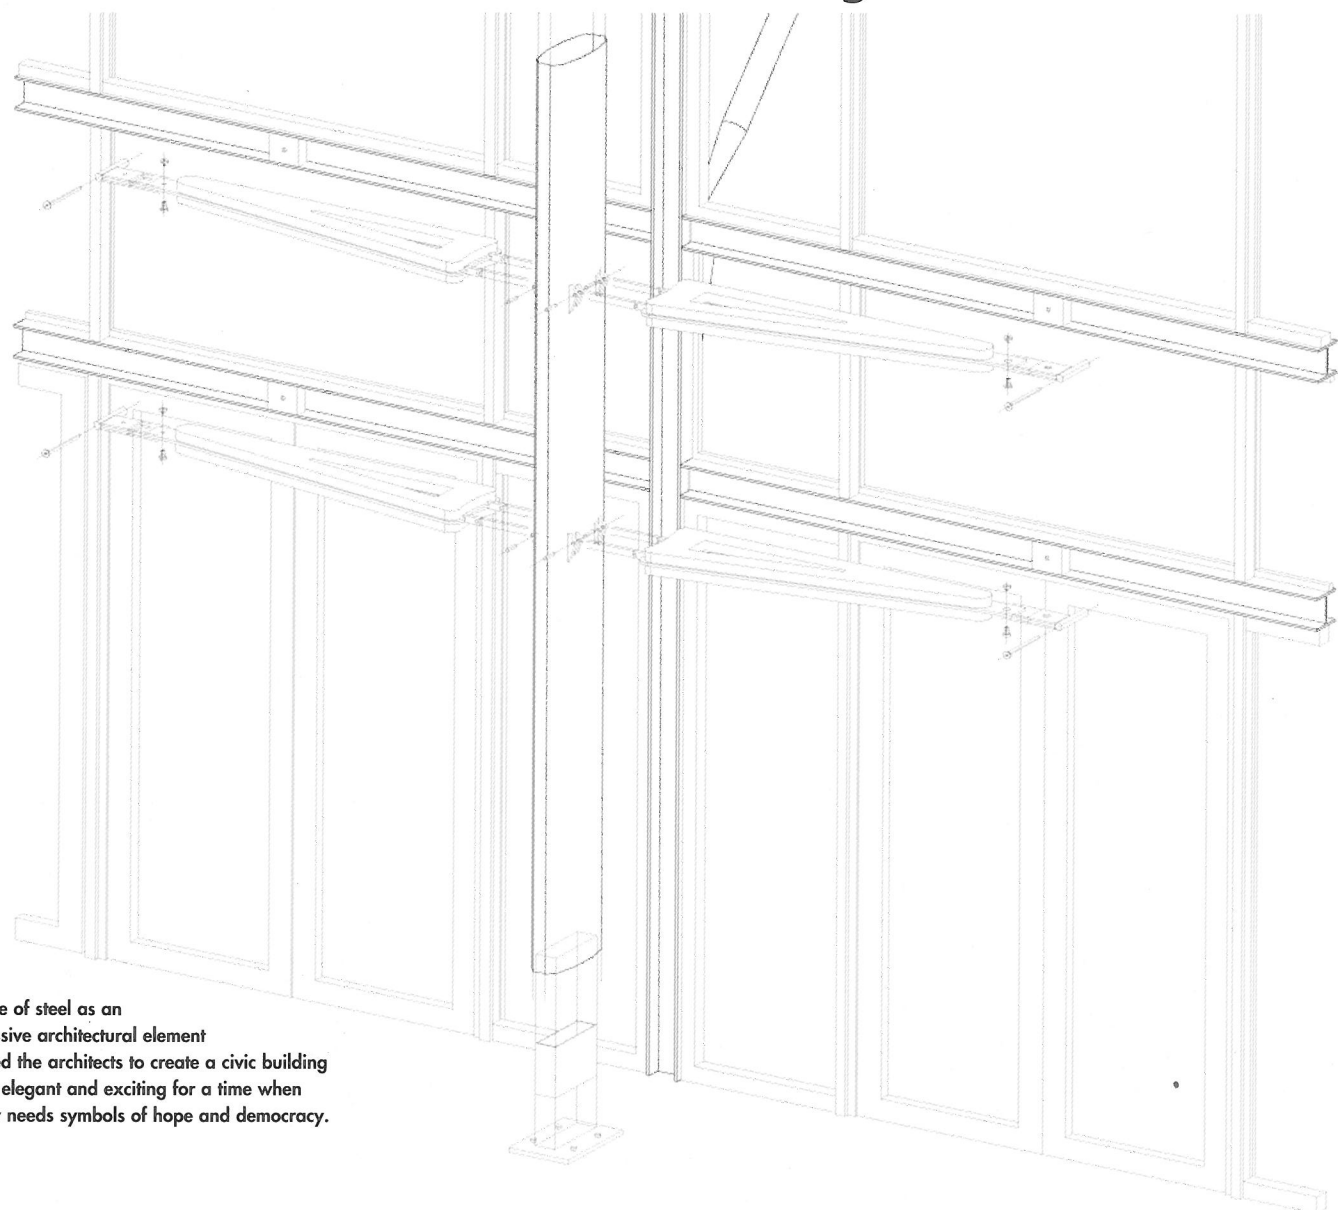 of steel as an
architectural element
the architects to create a civic building
elegant and exciting for a time when
needs symbols of hope and democracy.